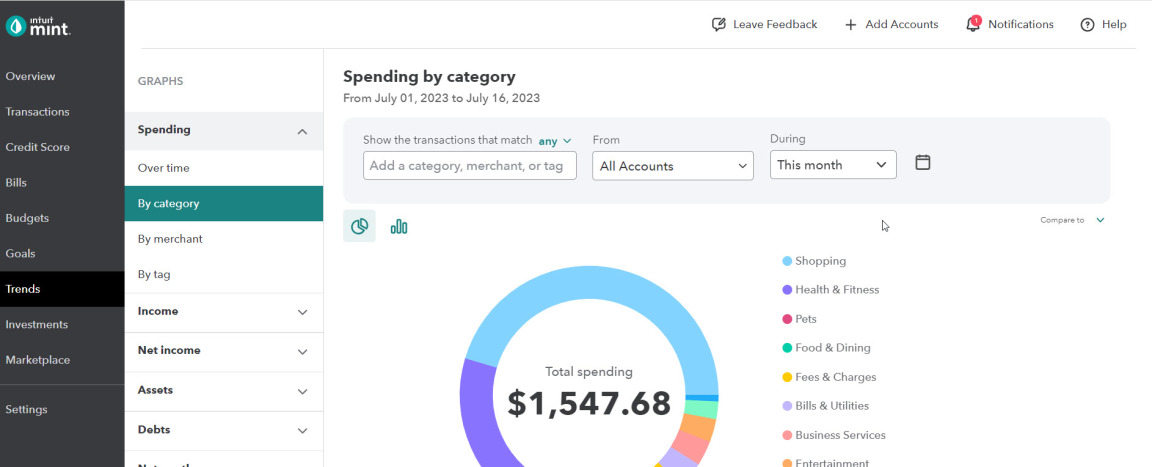 intuit
mint
Leave Feedback
Add Accounts
1
Notifications
Help
Overview
Transactions
Credit Score
Bills
Budgets
Goals
Trends
Investments
Marketplace
Settings
GRAPHS
Spending
Over time
By category
By merchant
By tag
Income
Net income
Assets
Debts
Spending by category
From July 01, 2023 to July 16, 2023
Show the transactions that match any
Add a category, merchant, or tag
From
All Accounts
During
This month
Compare to
Total spending
$1,547.68
Shopping
Health & Fitness
Pets
Food & Dining
Fees & Charges
Bills & Utilities
Business Services
Entertainment